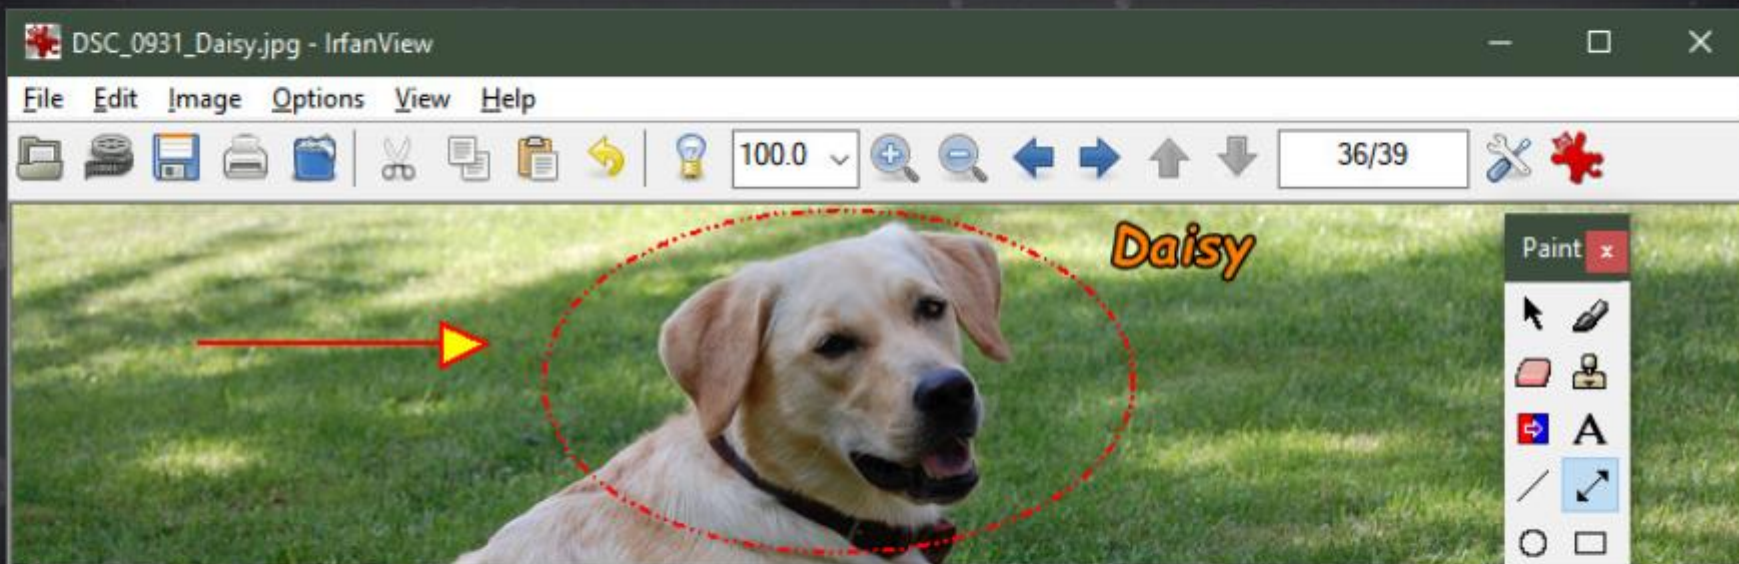 DSC_0931_Daisy.jpg - IrfanView
File Edit Image Options View Help
100.0 36/39
Daisy
Paint x
A